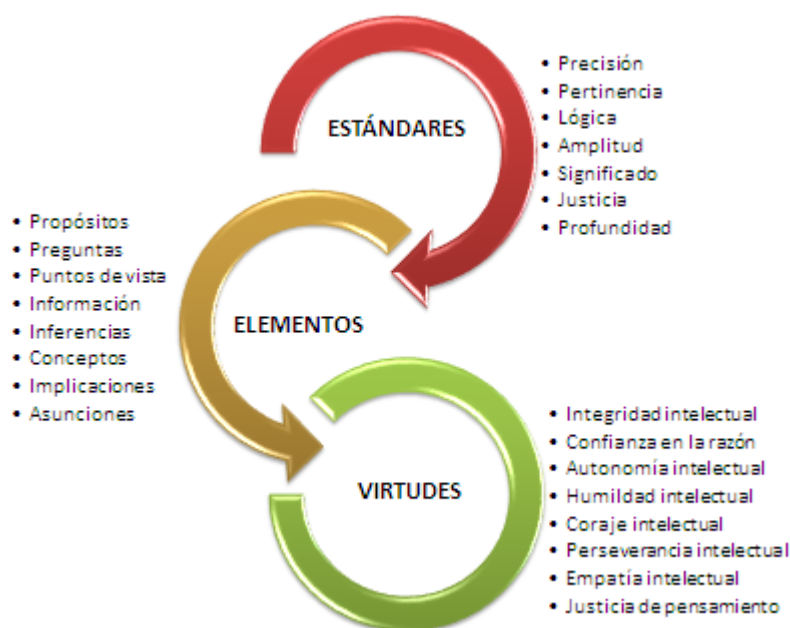 ESTÁNDARES
• Precisión
• Pertinencia
• Lógica
• Amplitud
• Significado
• Justicia
• Profundidad
ELEMENTOS
• Propósitos
• Preguntas
• Puntos de vista
• Información
• Inferencias
• Conceptos
• Implicaciones
• Asunciones
VIRTUDES
• Integridad intelectual
• Confianza en la razón
• Autonomía intelectual
• Humildad intelectual
• Coraje intelectual
• Perseverancia intelectual
• Empatía intelectual
• Justicia de pensamiento